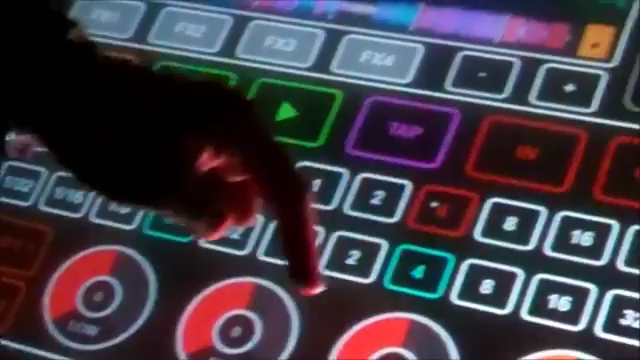 FX1 FX2 FX3 FX4 - +
TAP IN
1/32 1/16 1 2 4 8 16
2 4 8 16 32
LOW